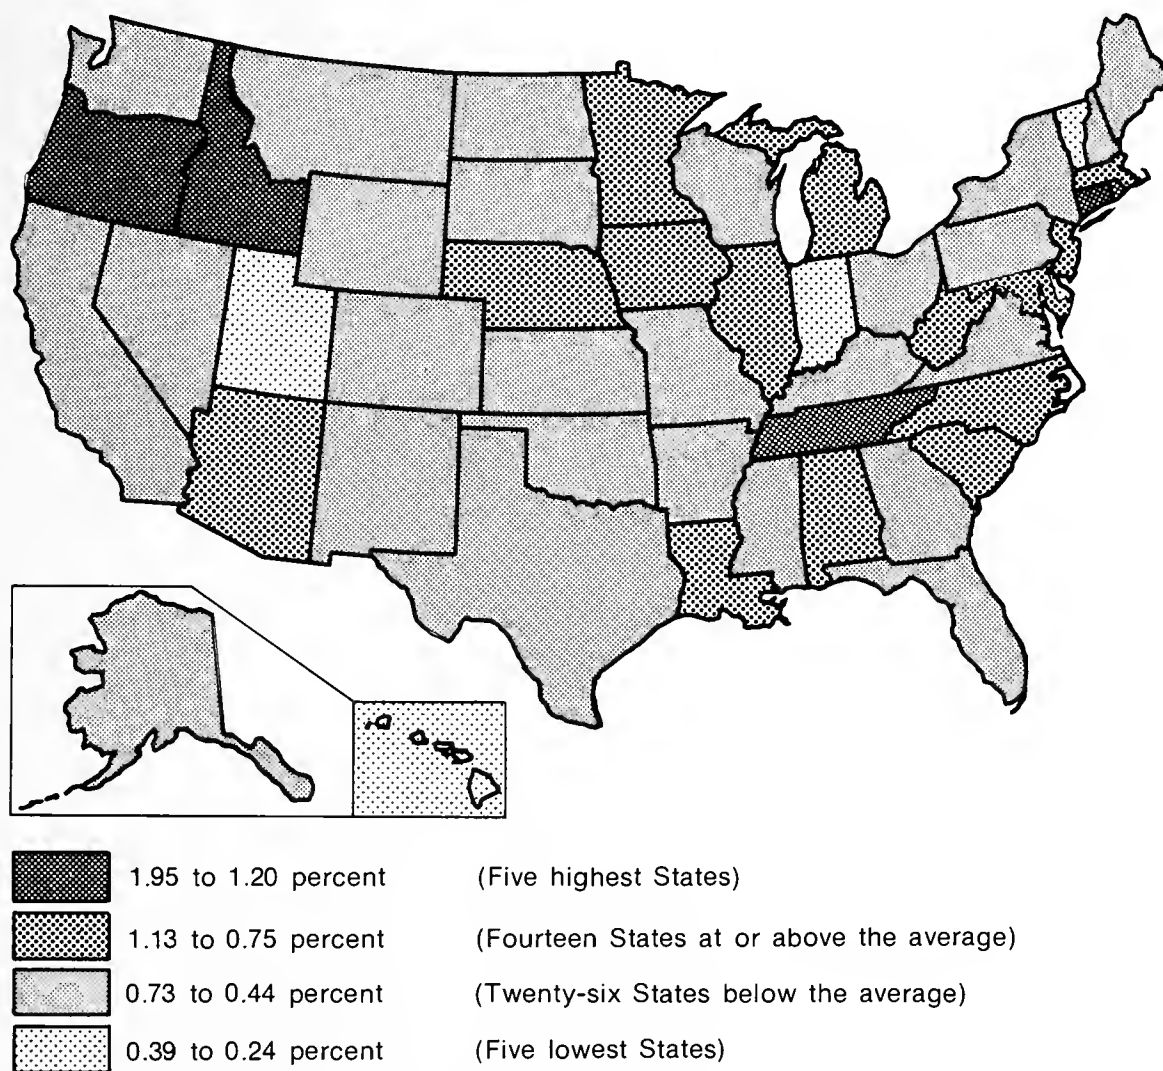 1.95 to 1.20 percent (Five highest States)
1.13 to 0.75 percent (Fourteen States at or above the average)
0.73 to 0.44 percent (Twenty-six States below the average)
0.39 to 0.24 percent (Five lowest States)